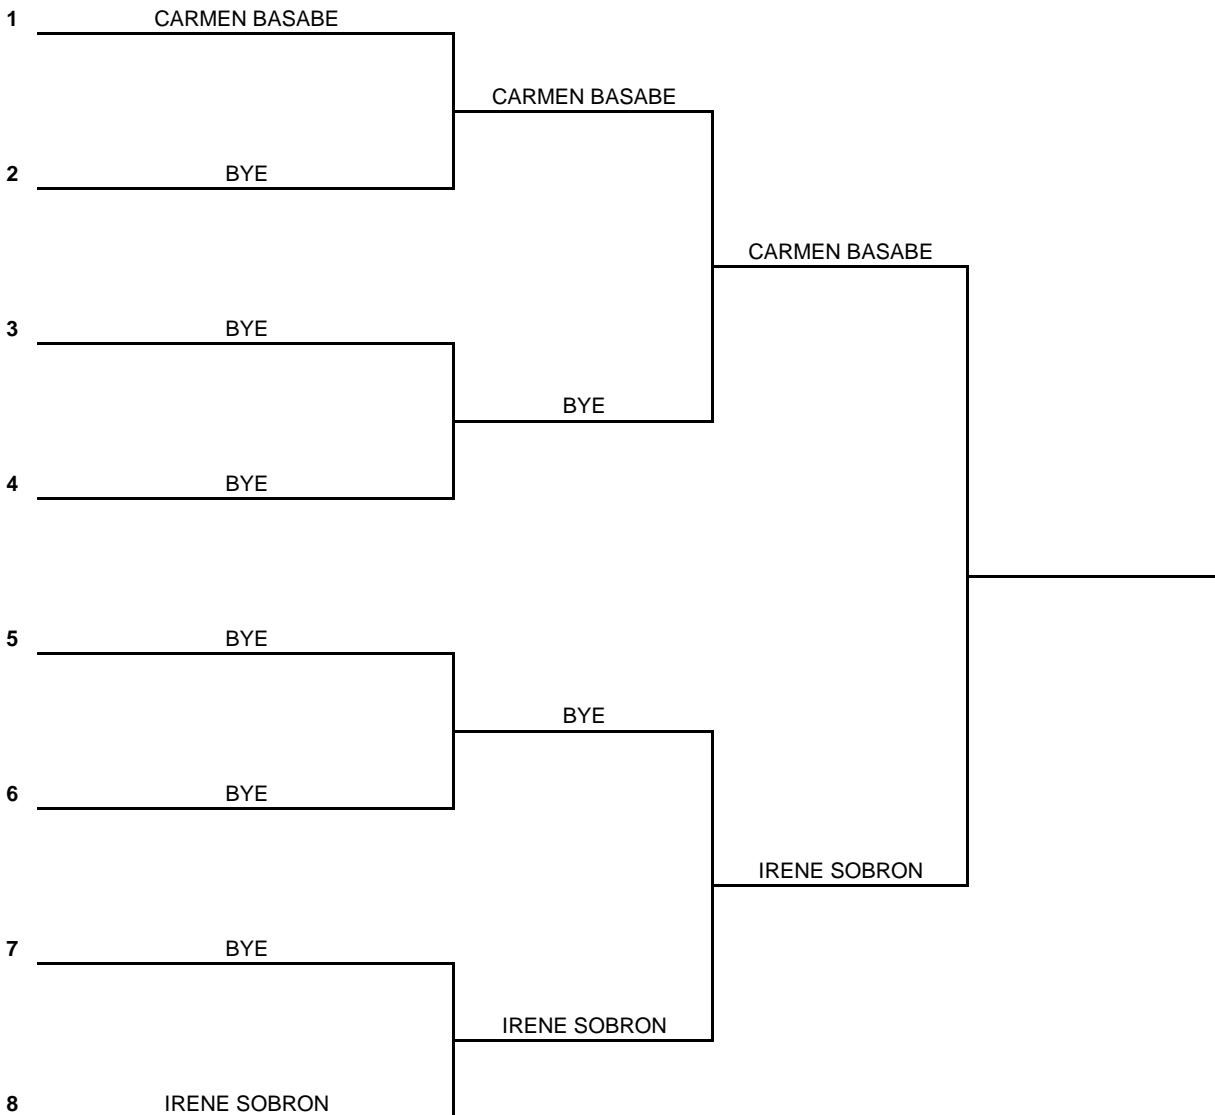 1 CARMEN BASABE
CARMEN BASABE
2 BYE
CARMEN BASABE
3 BYE
BYE
4 BYE
5 BYE
BYE
6 BYE
IRENE SOBRON
7 BYE
IRENE SOBRON
8 IRENE SOBRON